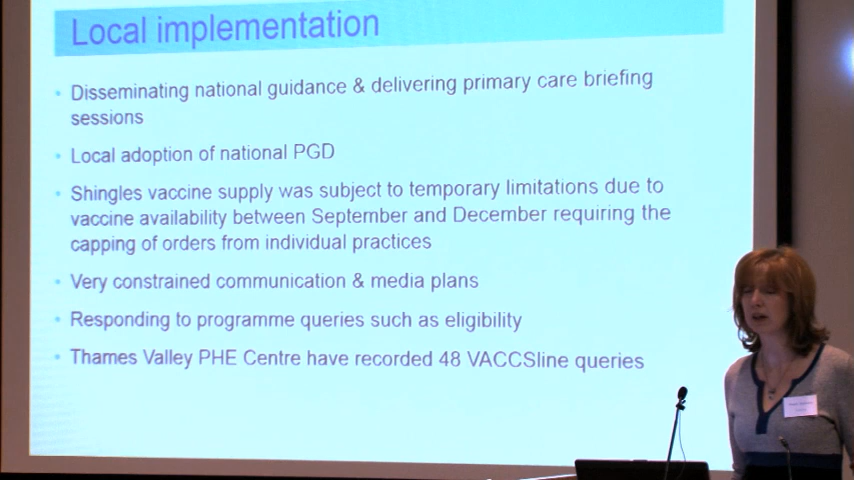 Local implementation
• Disseminating national guidance & delivering primary care briefing
sessions
• Local adoption of national PGD
• Shingles vaccine supply was subject to temporary limitations due to
vaccine availability between September and December requiring the
capping of orders from individual practices
• Very constrained communication & media plans
• Responding to programme queries such as eligibility
• Thames Valley PHE Centre have recorded 48 VACCSline queries